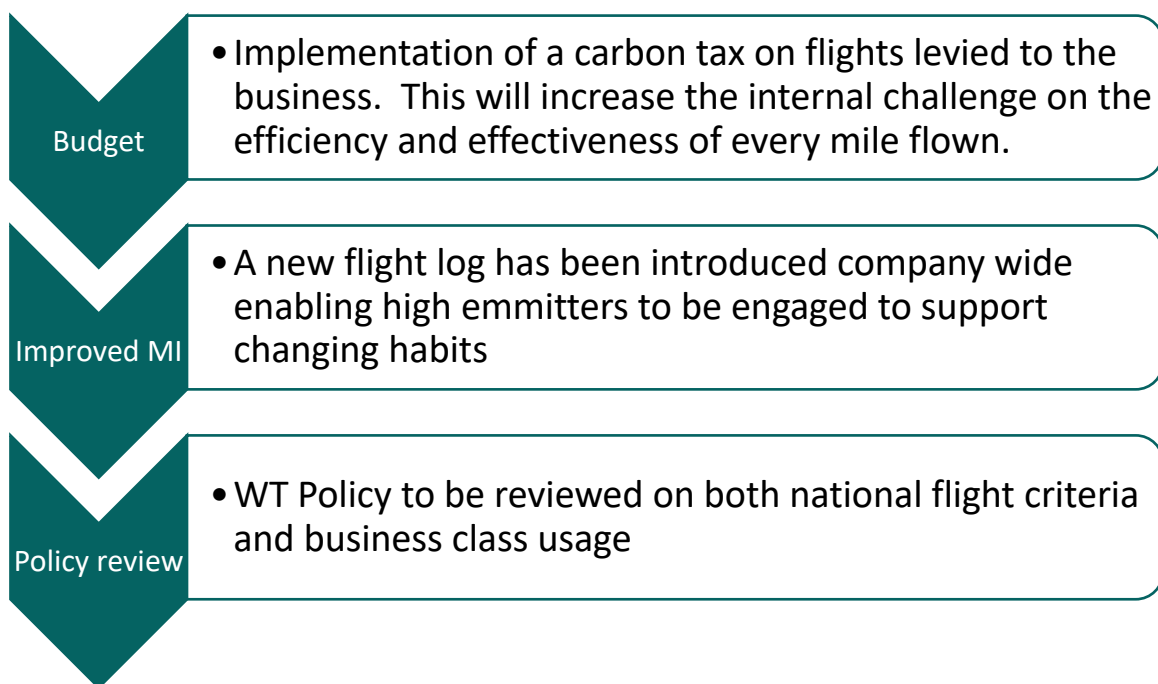 Budget
• Implementation of a carbon tax on flights levied to the
business.  This will increase the internal challenge on the
efficiency and effectiveness of every mile flown.
Improved MI
• A new flight log has been introduced company wide
enabling high emmitters to be engaged to support
changing habits
Policy review
• WT Policy to be reviewed on both national flight criteria
and business class usage